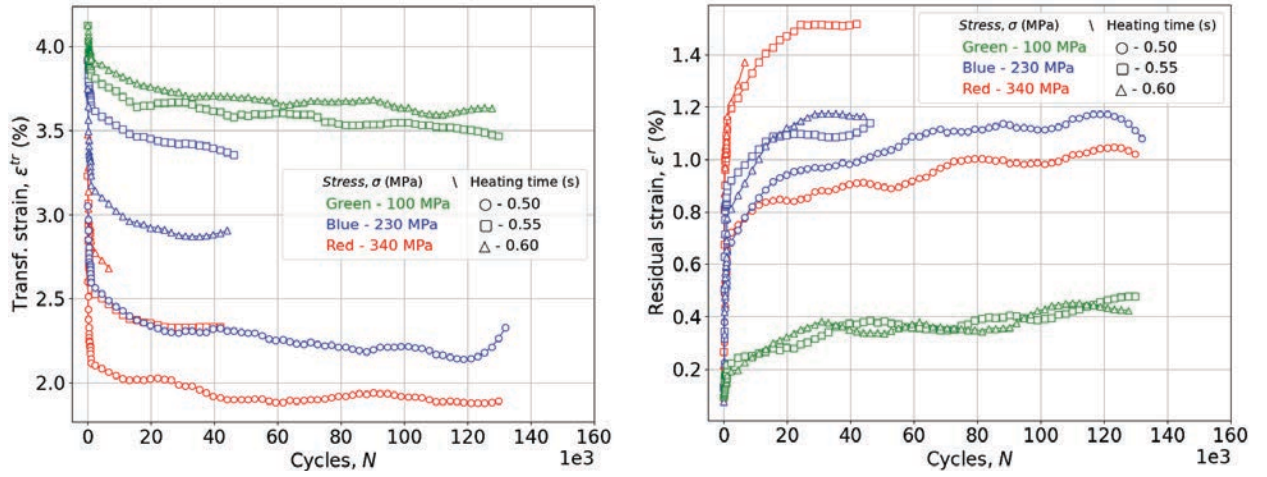 Transf. strain, ε^tr (%)
4.0
3.5
3.0
2.5
2.0
Stress, σ (MPa) \ Heating time (s)
Green - 100 MPa ○ - 0.50
Blue - 230 MPa □ - 0.55
Red - 340 MPa △ - 0.60
0 20 40 60 80 100 120 140 160
Cycles, N
1e3
Residual strain, ε^r (%)
1.4
1.2
1.0
0.8
0.6
0.4
0.2
Stress, σ (MPa) \ Heating time (s)
Green - 100 MPa ○ - 0.50
Blue - 230 MPa □ - 0.55
Red - 340 MPa △ - 0.60
0 20 40 60 80 100 120 140 160
Cycles, N
1e3